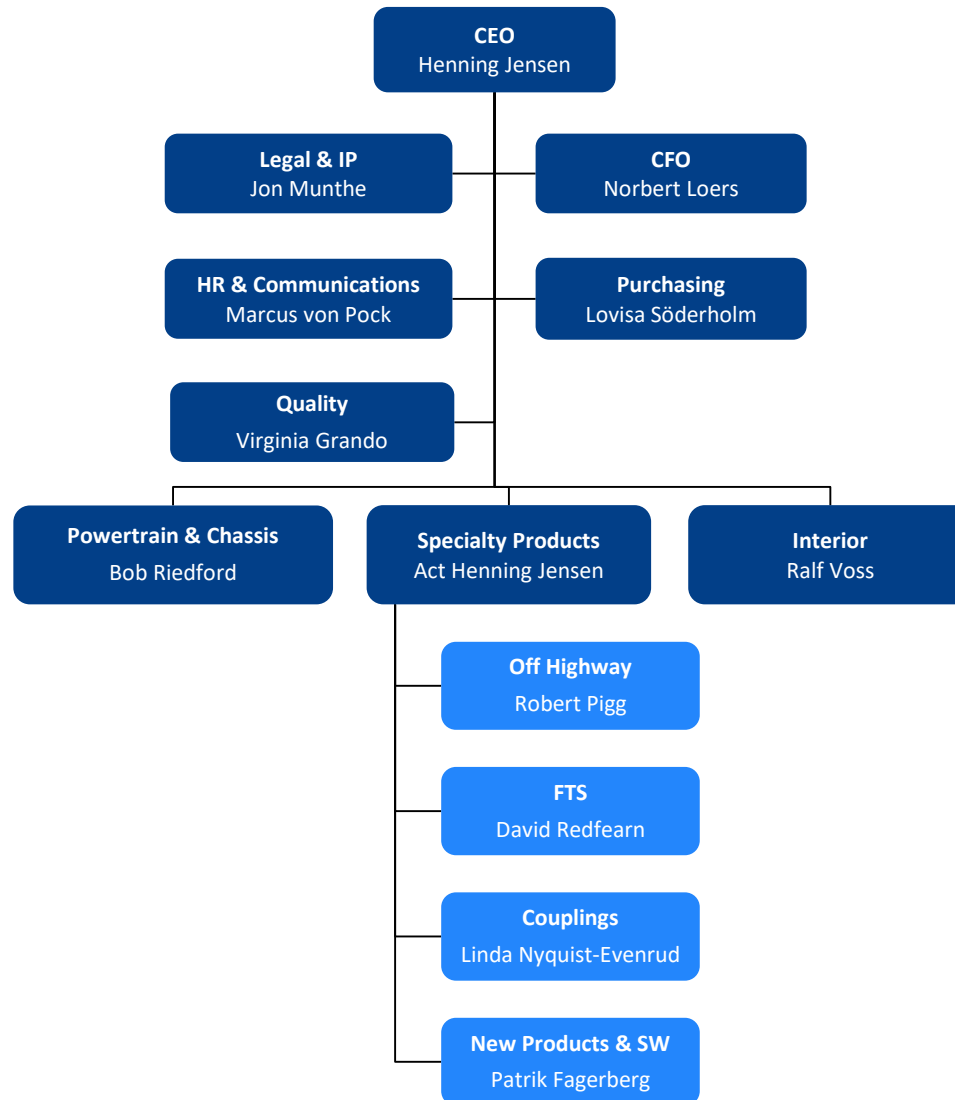 CEO
Henning Jensen
Legal & IP
Jon Munthe
CFO
Norbert Loers
HR & Communications
Marcus von Pock
Purchasing
Lovisa Söderholm
Quality
Virginia Grando
Powertrain & Chassis
Bob Riedford
Specialty Products
Act Henning Jensen
Interior
Ralf Voss
Off Highway
Robert Pigg
FTS
David Redfearn
Couplings
Linda Nyquist-Evenrud
New Products & SW
Patrik Fagerberg